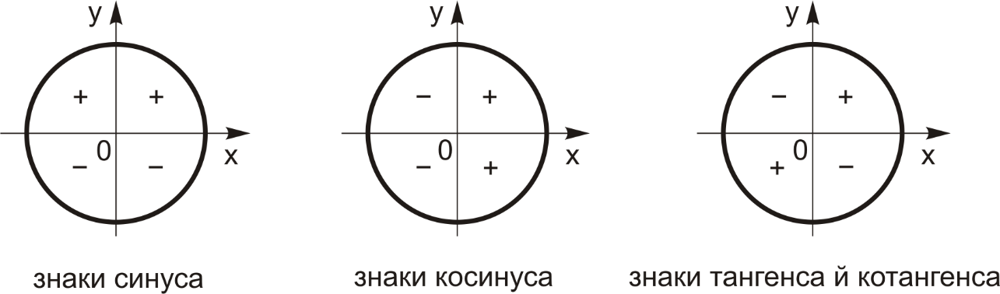 у у у
+ + − + − +
0 х 0 х 0 х
− − − + + −
знаки синуса знаки косинуса знаки тангенса й котангенса